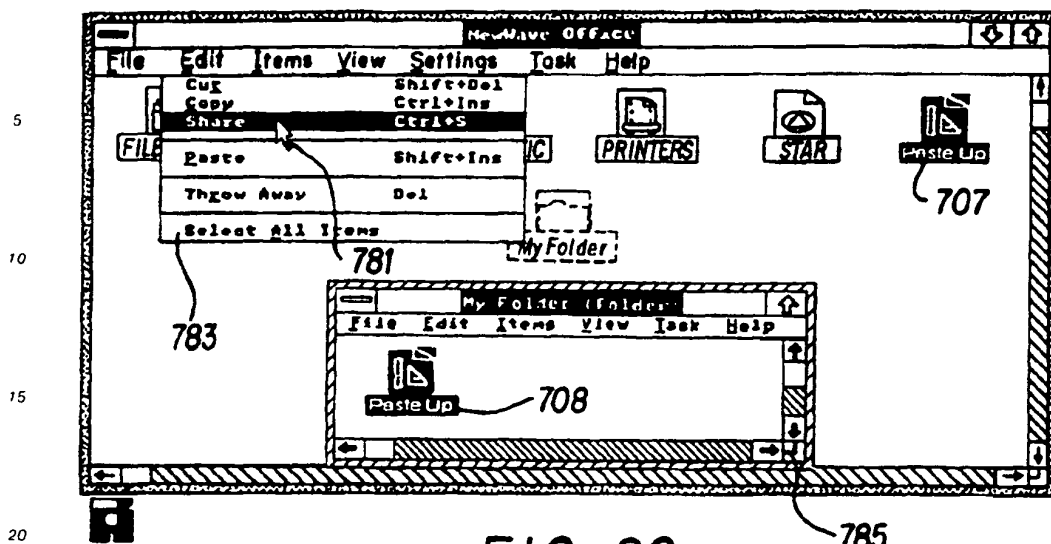 NewWave Office
File Edit Items View Settings Task Help
Cut Shift+Del
Copy Ctrl+Ins
Share Ctrl+S
Paste Shift+Ins
Throw Away Del
Select All Items
5
FILE
IC
PRINTERS
STAR
Paste Up
707
My Folder
10
781
783
My Folder (Folder)
File Edit Items View Task Help
15
Paste Up
708
785
20